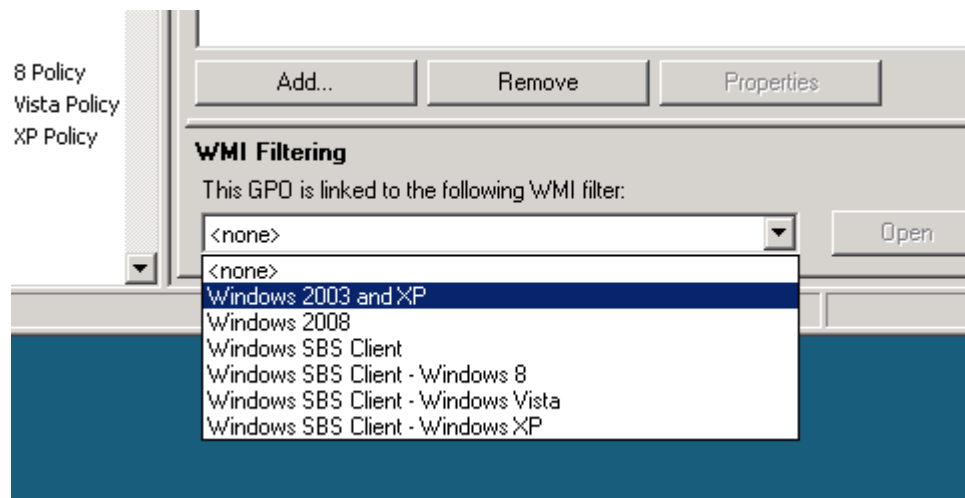 8 Policy
Vista Policy
XP Policy
Add...
Remove
Properties
WMI Filtering
This GPO is linked to the following WMI filter:
<none>
Open
<none>
Windows 2003 and XP
Windows 2008
Windows SBS Client
Windows SBS Client - Windows 8
Windows SBS Client - Windows Vista
Windows SBS Client - Windows XP